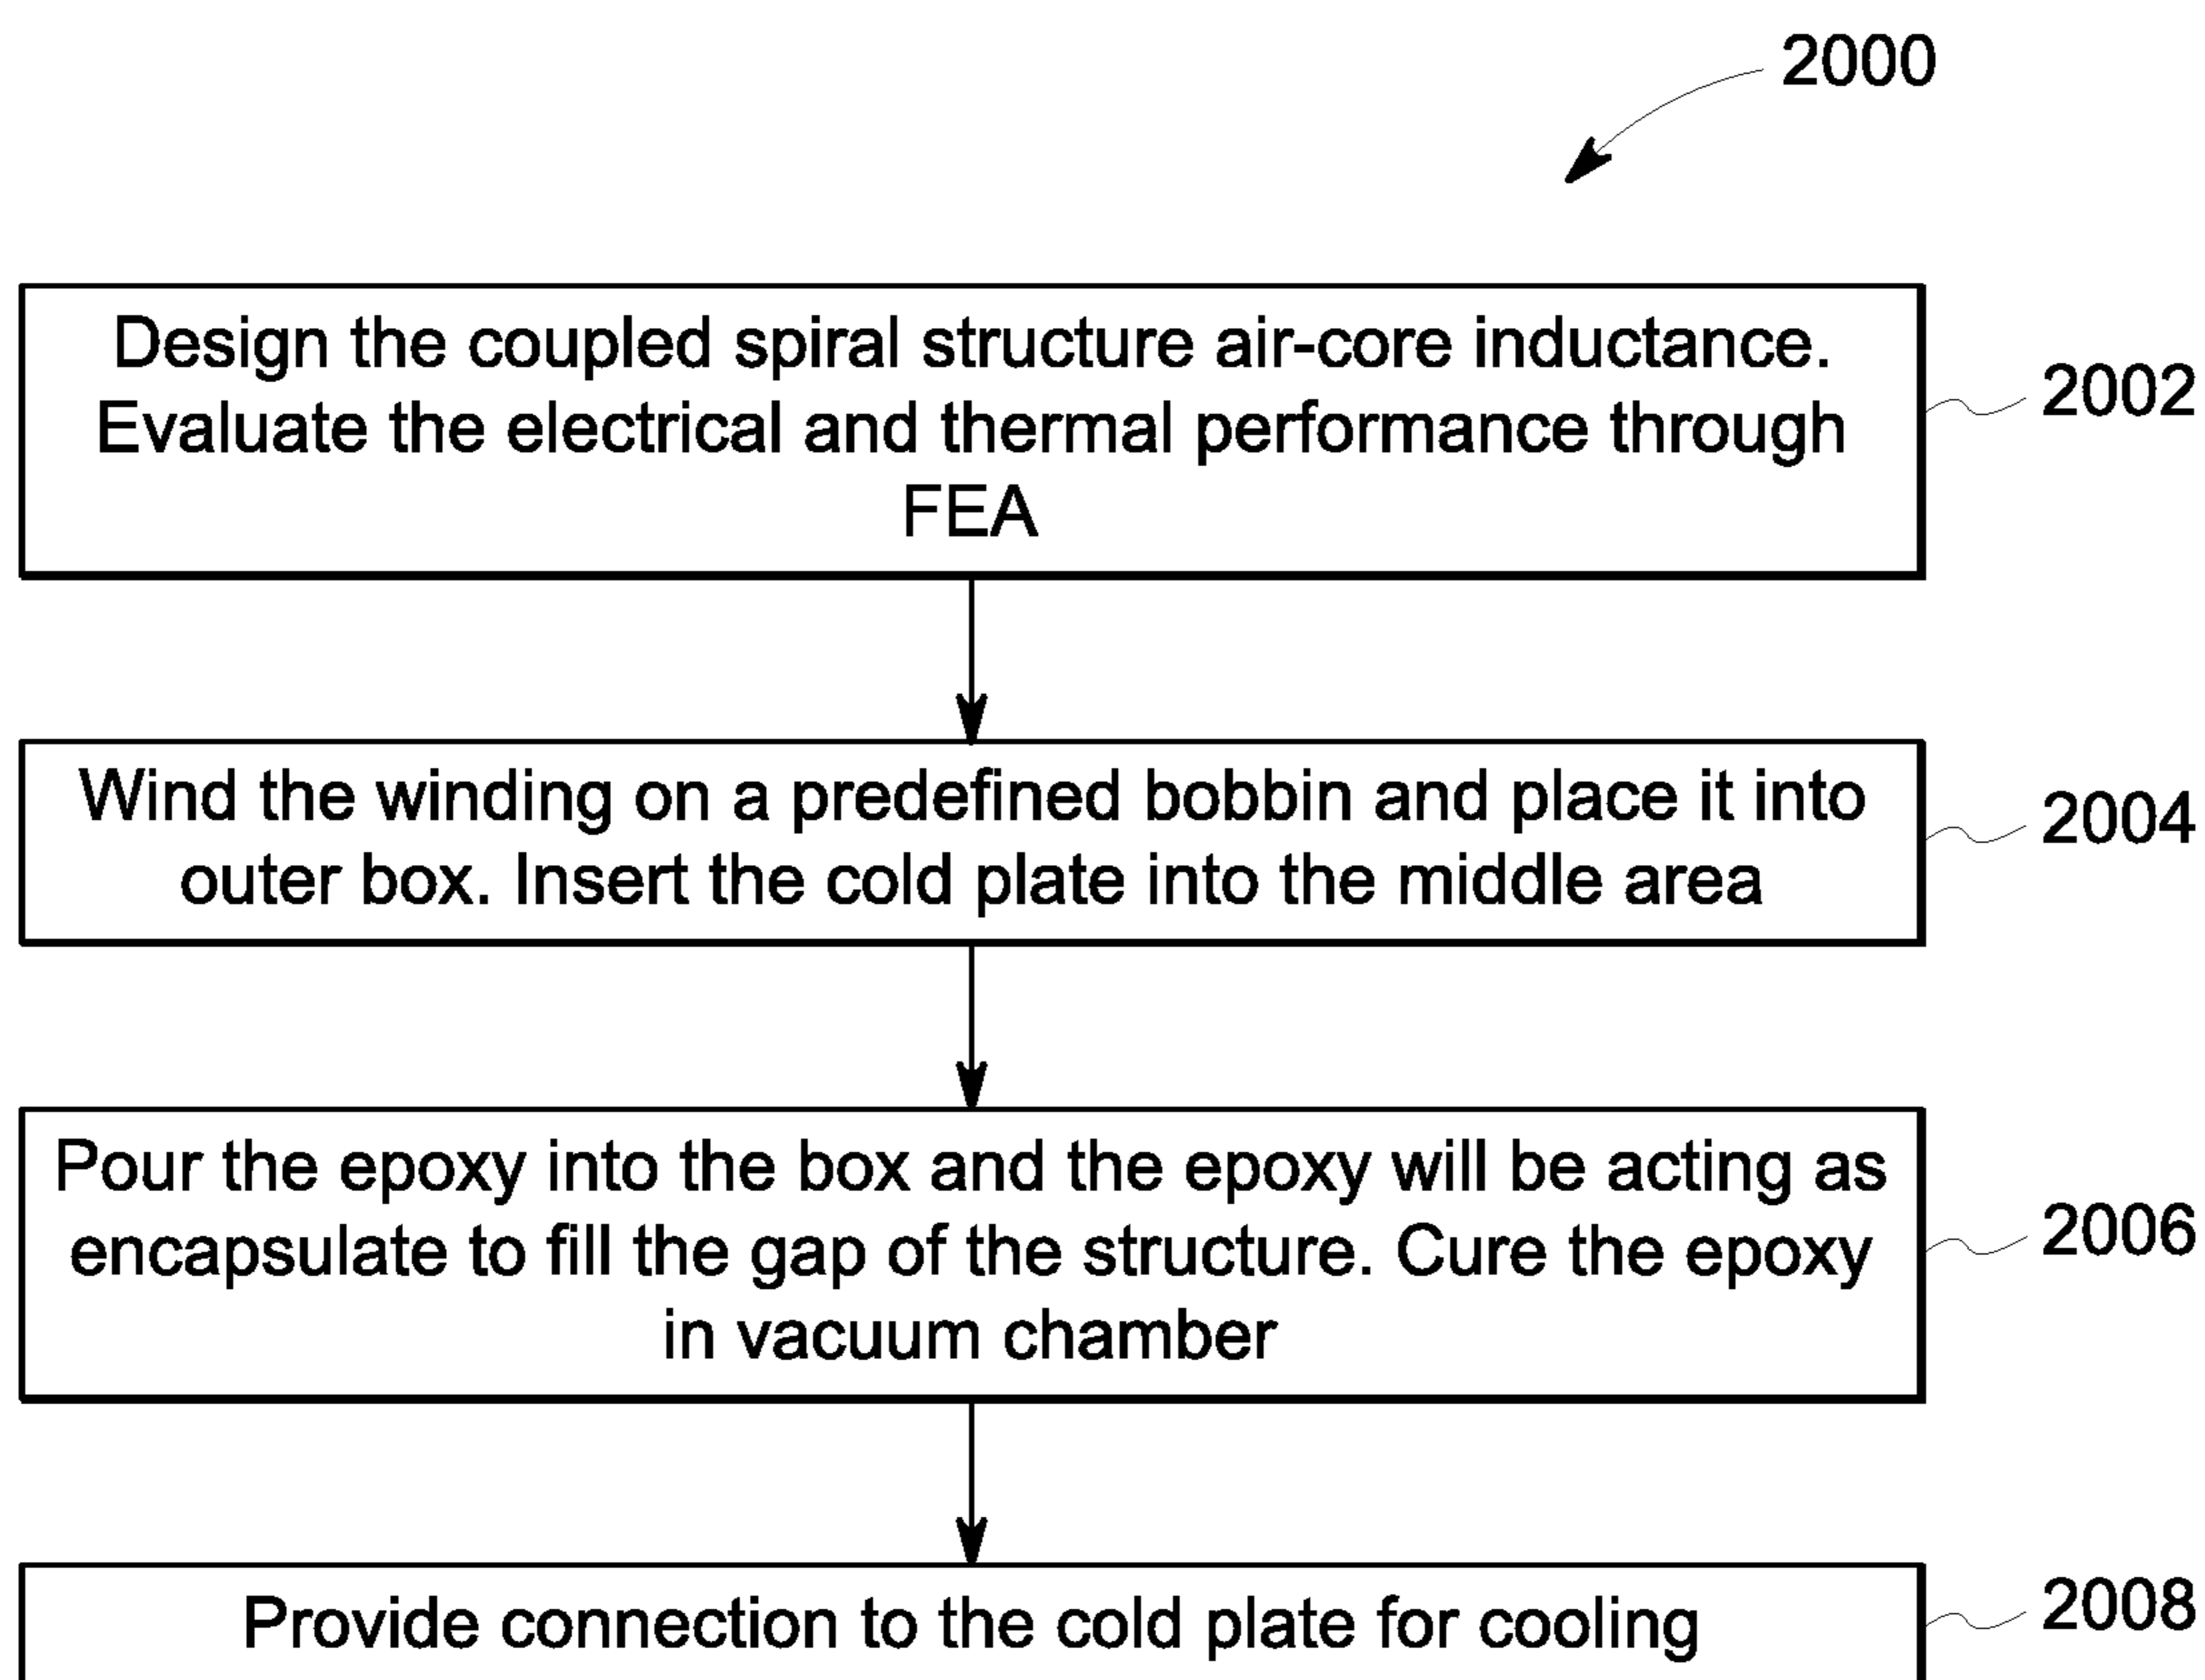 2000
Design the coupled spiral structure air-core inductance.
Evaluate the electrical and thermal performance through
FEA
2002
Wind the winding on a predefined bobbin and place it into
outer box. Insert the cold plate into the middle area
2004
Pour the epoxy into the box and the epoxy will be acting as
encapsulate to fill the gap of the structure. Cure the epoxy
in vacuum chamber
2006
Provide connection to the cold plate for cooling
2008